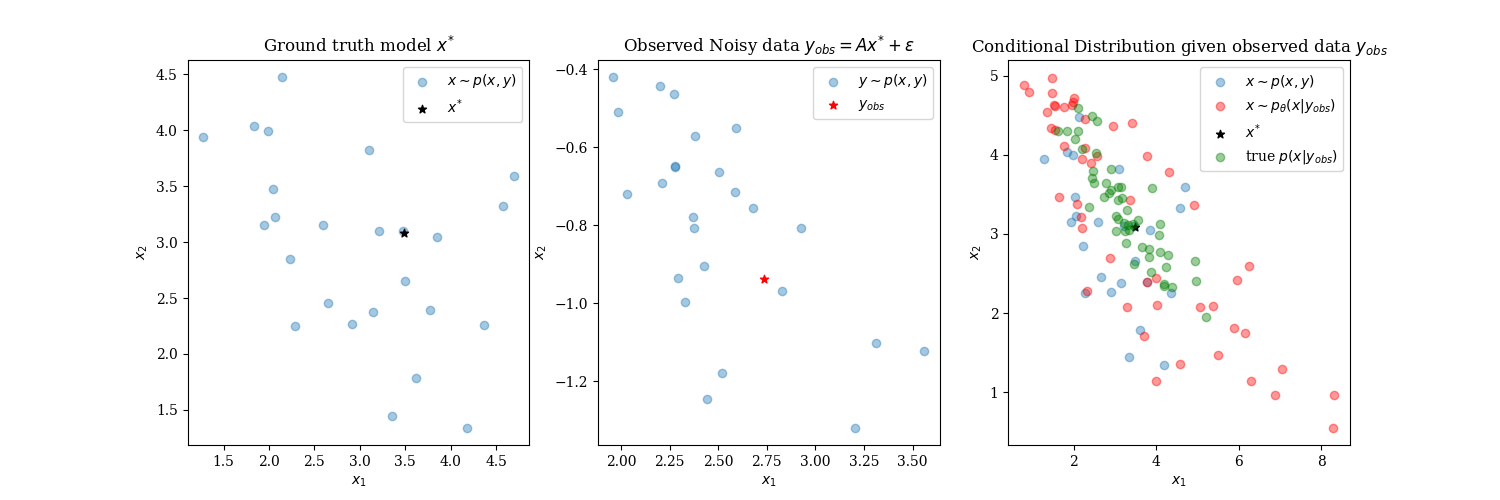 Ground truth model x*
4.5
4.0
3.5
3.0
2.5
2.0
1.5
x₂
1.5 2.0 2.5 3.0 3.5 4.0 4.5
x₁
x ~ p(x, y)
x*
Observed Noisy data y_obs = Ax* + ε
−0.4
−0.6
−0.8
−1.0
−1.2
x₂
2.00 2.25 2.50 2.75 3.00 3.25 3.50
x₁
y ~ p(x, y)
y_obs
Conditional Distribution given observed data y_obs
5
4
3
2
1
x₂
2 4 6 8
x₁
x ~ p(x, y)
x ~ p_θ(x|y_obs)
x*
true p(x|y_obs)